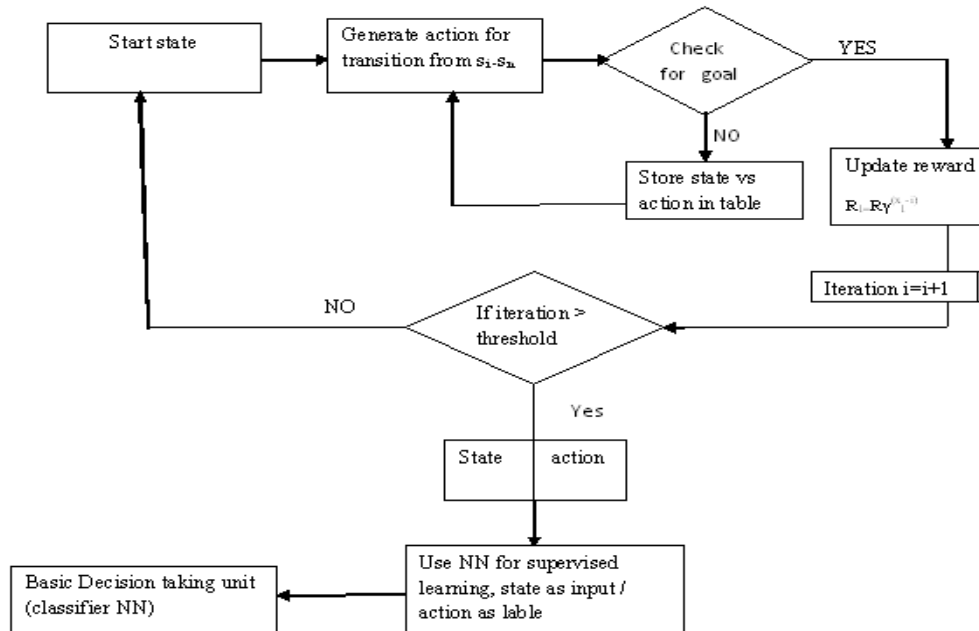 Start state
Generate action for
transition from si-sn
Check
for goal
YES
NO
Store state vs
action in table
Update reward
Iteration i=i+1
NO
If iteration >
threshold
Yes
State action
Use NN for supervised
learning, state as input /
action as lable
Basic Decision taking unit
(classifier NN)